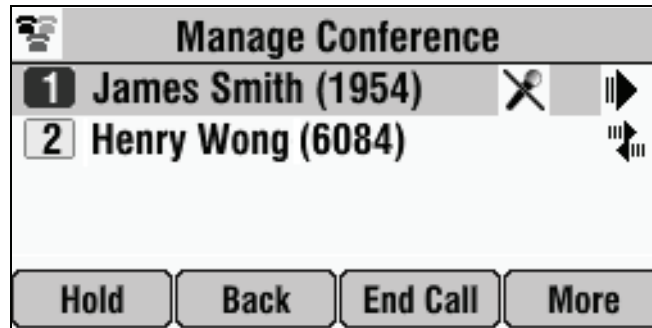 Manage Conference
1 James Smith (1954)
2 Henry Wong (6084)
Hold Back End Call More